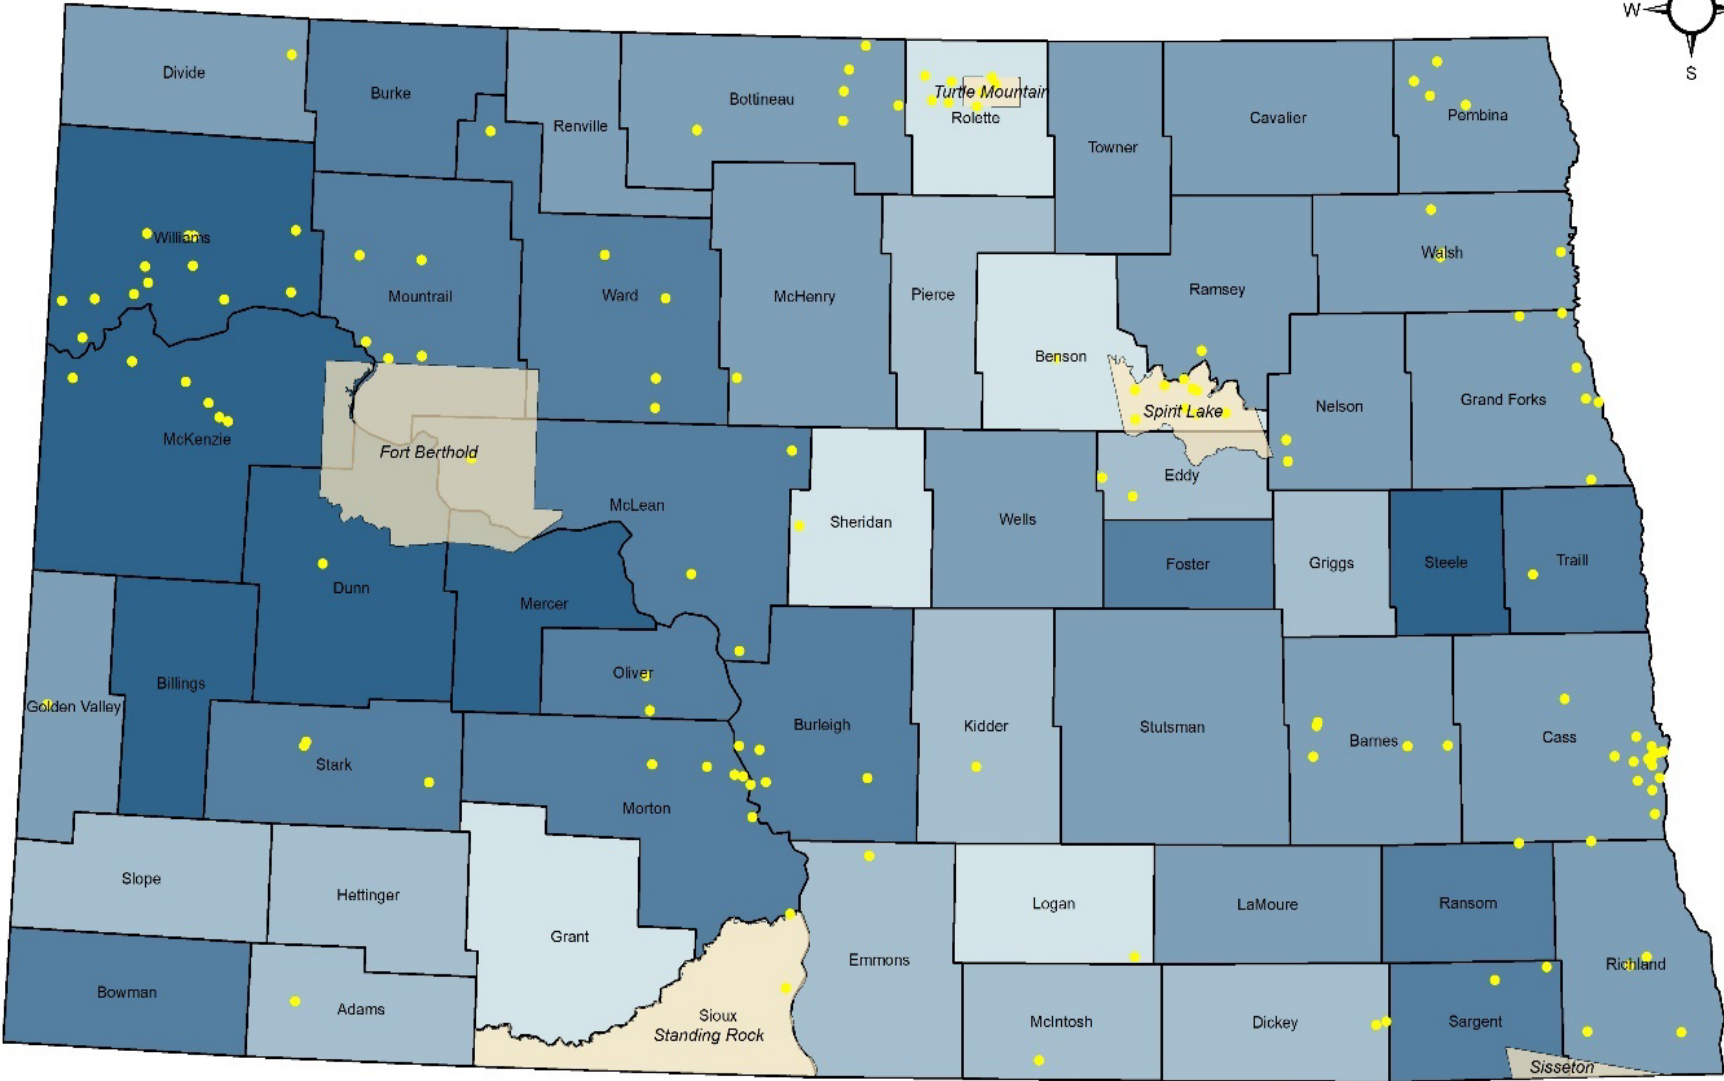 W
S
Divide
Burke
Renville
Bottineau
Turtle Mountain
Rolette
Towner
Cavalier
Pembina
Williams
Mountrail
Ward
McHenry
Pierce
Benson
Ramsey
Walsh
Spirit Lake
Nelson
Grand Forks
McKenzie
Fort Berthold
McLean
Sheridan
Wells
Eddy
Foster
Griggs
Steele
Traill
Dunn
Mercer
Oliver
Golden Valley
Billings
Stark
Morton
Burleigh
Kidder
Stutsman
Barnes
Cass
Slope
Hettinger
Grant
Emmons
Logan
LaMoure
Ransom
Richland
Bowman
Adams
Sioux
Standing Rock
McIntosh
Dickey
Sargent
Sisseton